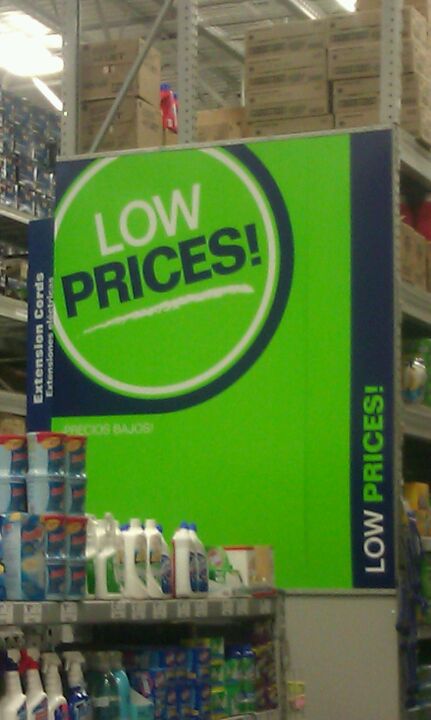 LOW
PRICES!
PRECIOS BAJOS!
Extension Cords
Extensiones eléctricas
LOW PRICES!